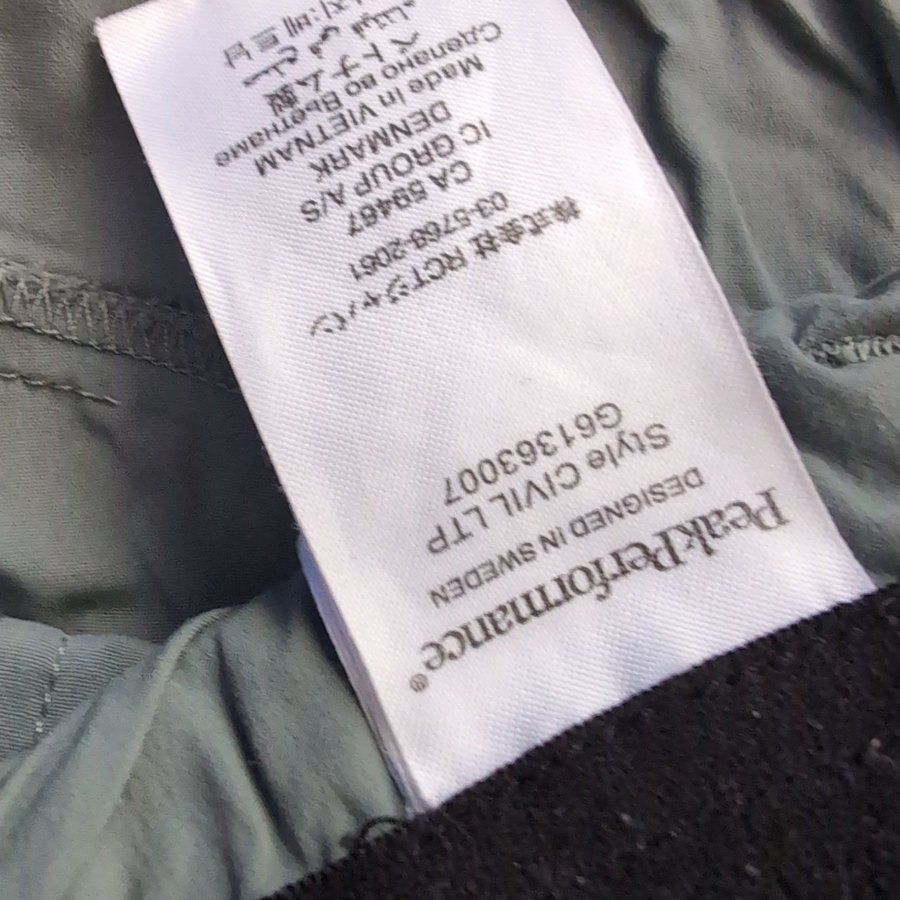 PeakPerformance®
DESIGNED IN SWEDEN
Style CIVIL LTP
G61363007
株式会社 RCTジャパン
03-5768-2061
CA 59467
IC GROUP A/S
DENMARK
Made in VIETNAM
Сделано во Вьетнаме
ベトナム製